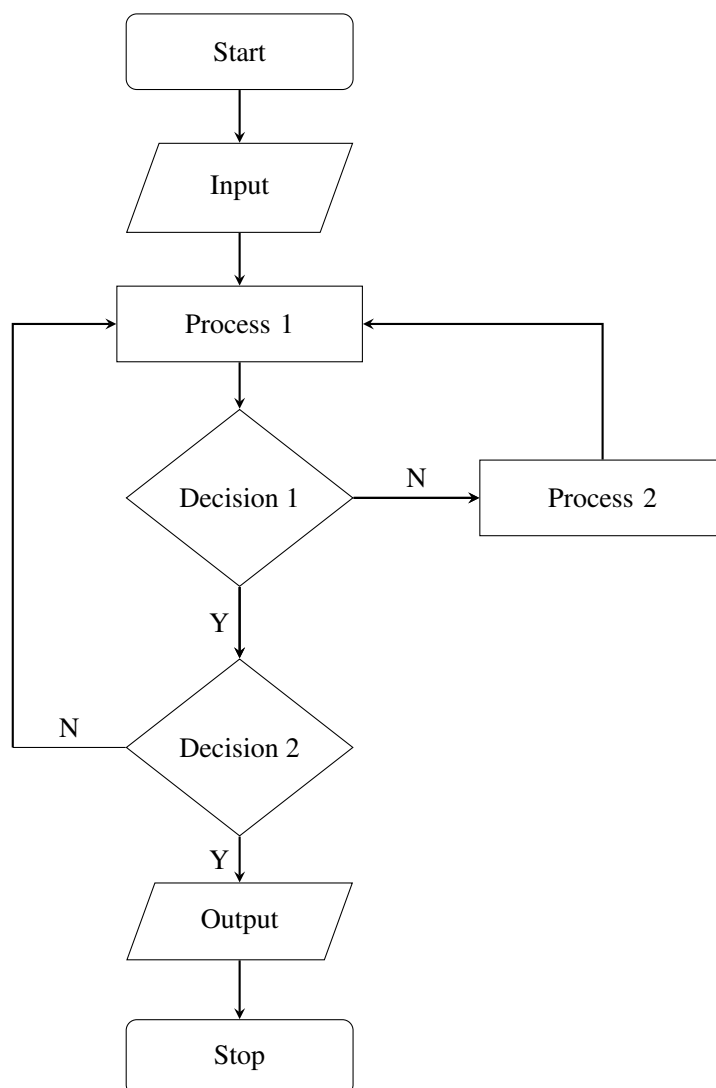 Start
Input
Process 1
Decision 1
N
Process 2
Y
Decision 2
N
Y
Output
Stop